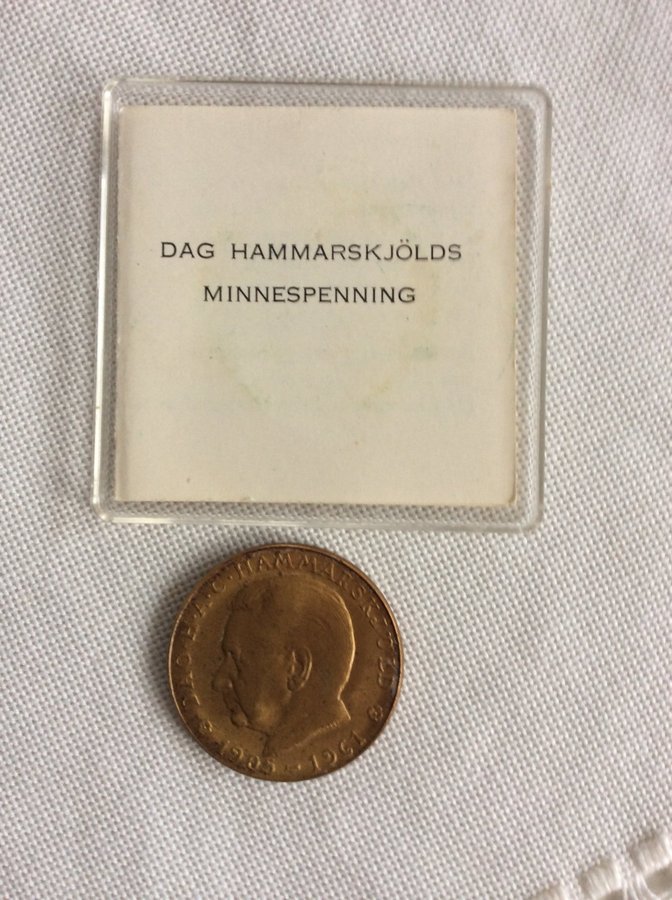 DAG HAMMARSKJÖLDS
MINNESPENNING
DAG·H·A·C·HAMMARSKJÖLD
1905 – 1961